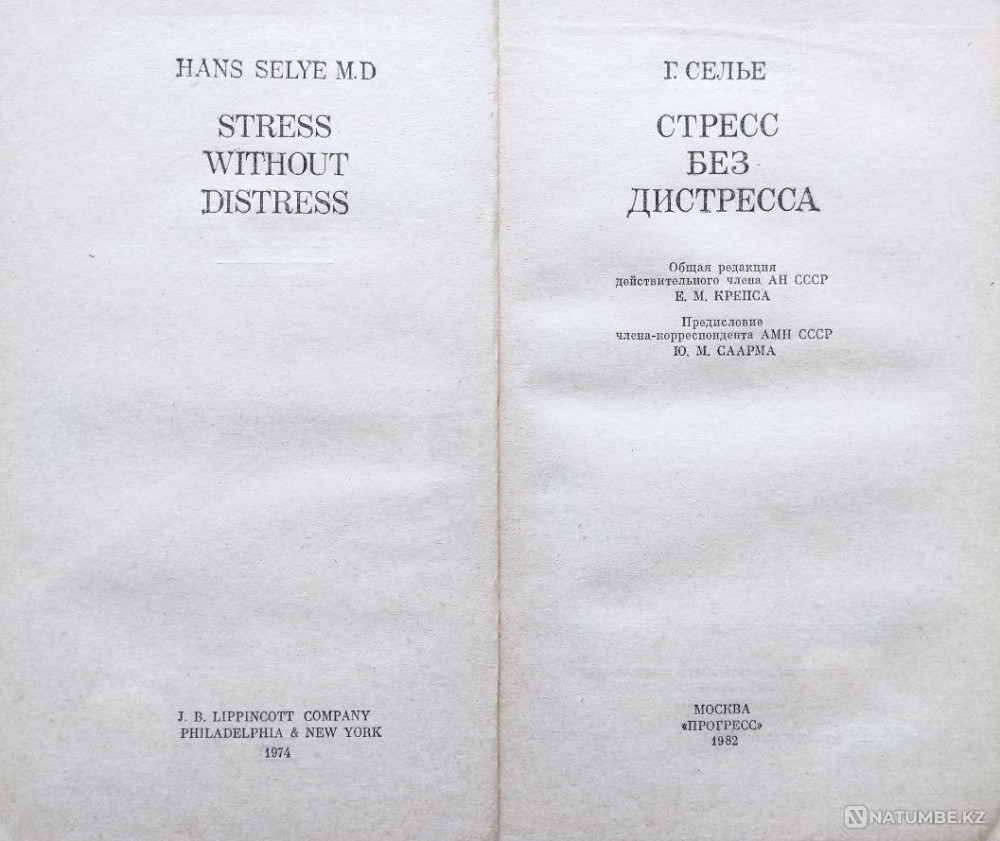 HANS SELYE M.D
STRESS
WITHOUT
DISTRESS
J. B. LIPPINCOTT COMPANY
PHILADELPHIA & NEW YORK
1974
Г. СЕЛЬЕ
СТРЕСС
БЕЗ
ДИСТРЕССА
Общая редакция
действительного члена АН СССР
Е. М. КРЕПСА
Предисловие
члена-корреспондента АМН СССР
Ю. М. СААРМА
МОСКВА
«ПРОГРЕСС»
1982
NATUMBE.KZ